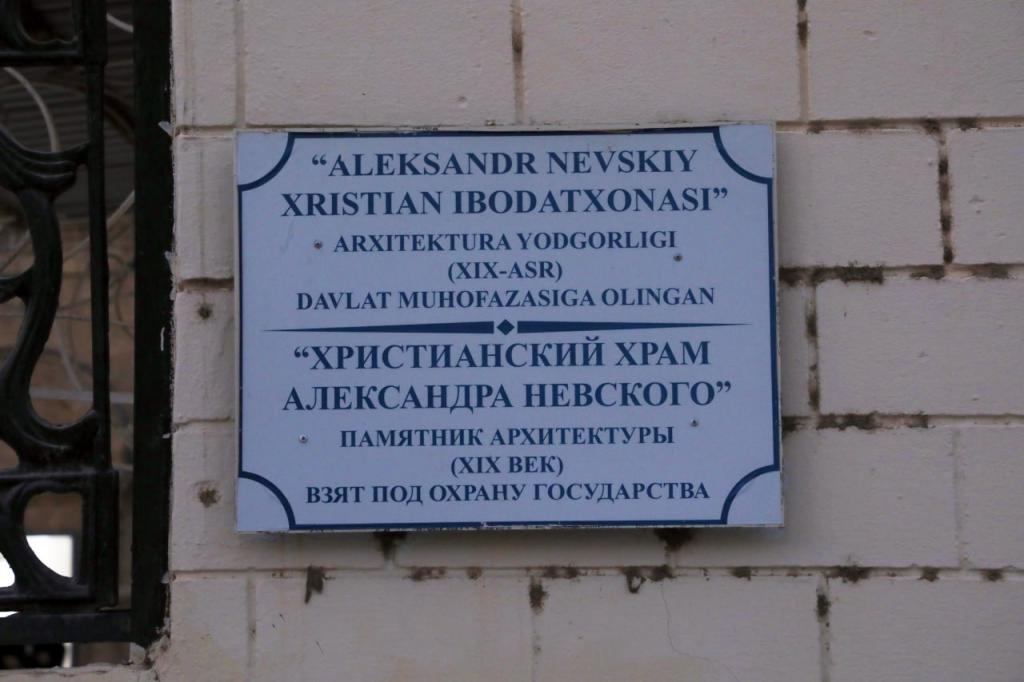 “ALEKSANDR NEVSKIY
XRISTIAN IBODATXONASI”
ARXITEKTURA YODGORLIGI
(XIX-ASR)
DAVLAT MUHOFAZASIGA OLINGAN
“ХРИСТИАНСКИЙ ХРАМ
АЛЕКСАНДРА НЕВСКОГО”
ПАМЯТНИК АРХИТЕКТУРЫ
(XIX ВЕК)
ВЗЯТ ПОД ОХРАНУ ГОСУДАРСТВА